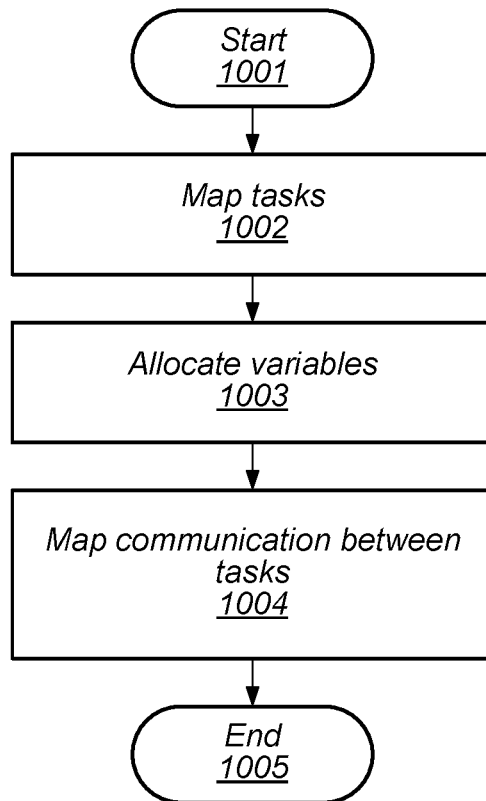 Start
1001
Map tasks
1002
Allocate variables
1003
Map communication between
tasks
1004
End
1005